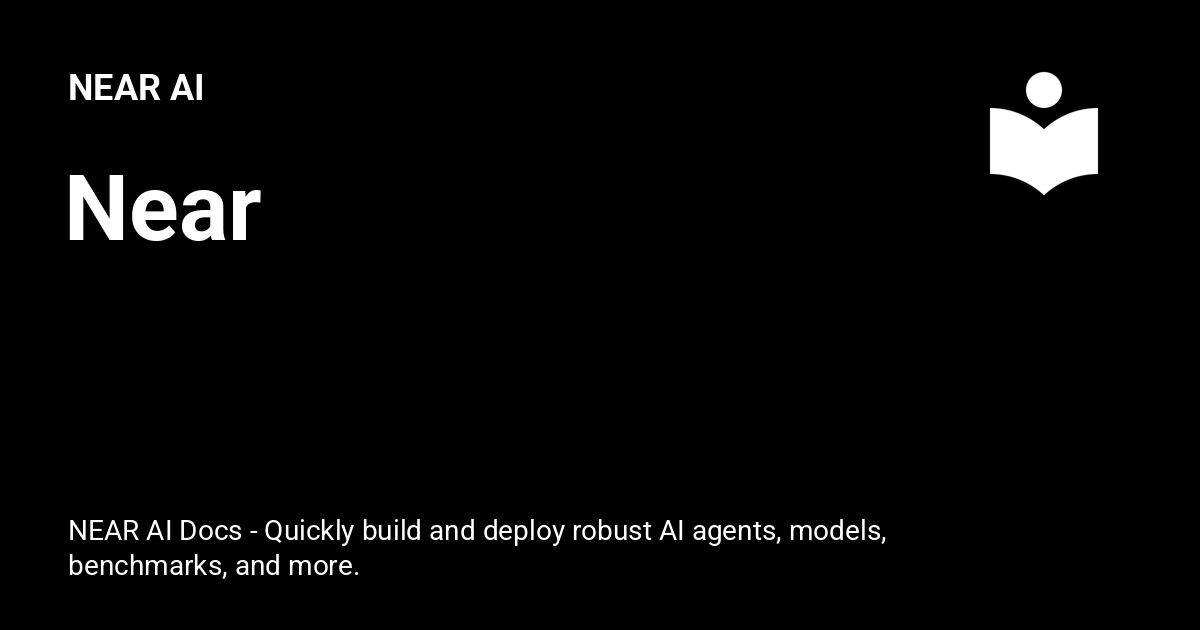 NEAR AI
Near
NEAR AI Docs - Quickly build and deploy robust AI agents, models,
benchmarks, and more.